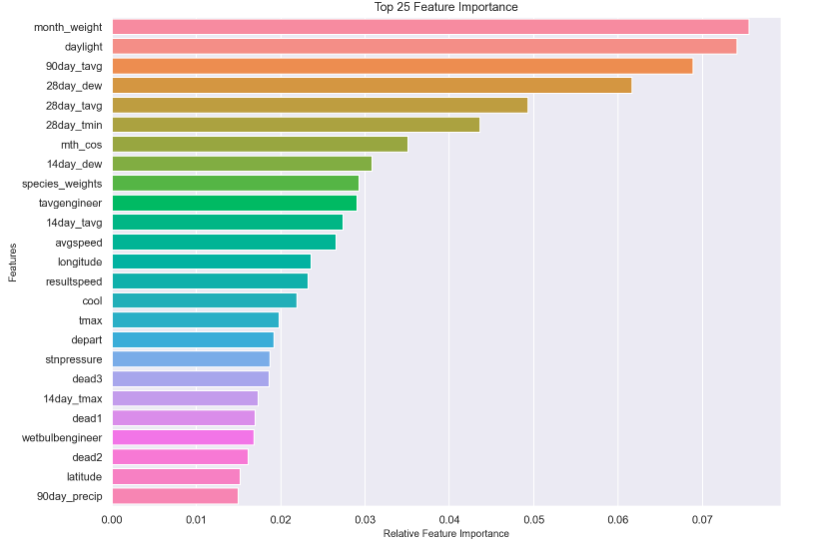 Top 25 Feature Importance
month_weight
daylight
90day_tavg
28day_dew
28day_tavg
28day_tmin
mth_cos
14day_dew
species_weights
tavgengineer
14day_tavg
avgspeed
longitude
resultspeed
cool
tmax
depart
stnpressure
dead3
14day_tmax
dead1
wetbulbengineer
dead2
latitude
90day_precip
Features
0.00 0.01 0.02 0.03 0.04 0.05 0.06 0.07
Relative Feature Importance